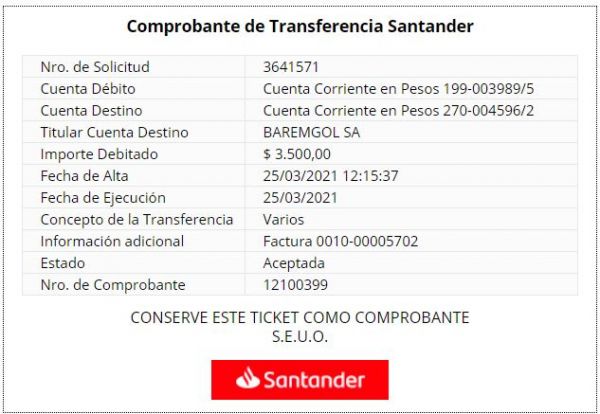 Comprobante de Transferencia Santander
Nro. de Solicitud 3641571
Cuenta Débito Cuenta Corriente en Pesos 199-003989/5
Cuenta Destino Cuenta Corriente en Pesos 270-004596/2
Titular Cuenta Destino BAREMGOL SA
Importe Debitado $ 3.500,00
Fecha de Alta 25/03/2021 12:15:37
Fecha de Ejecución 25/03/2021
Concepto de la Transferencia Varios
Información adicional Factura 0010-00005702
Estado Aceptada
Nro. de Comprobante 12100399
CONSERVE ESTE TICKET COMO COMPROBANTE
S.E.U.O.
Santander